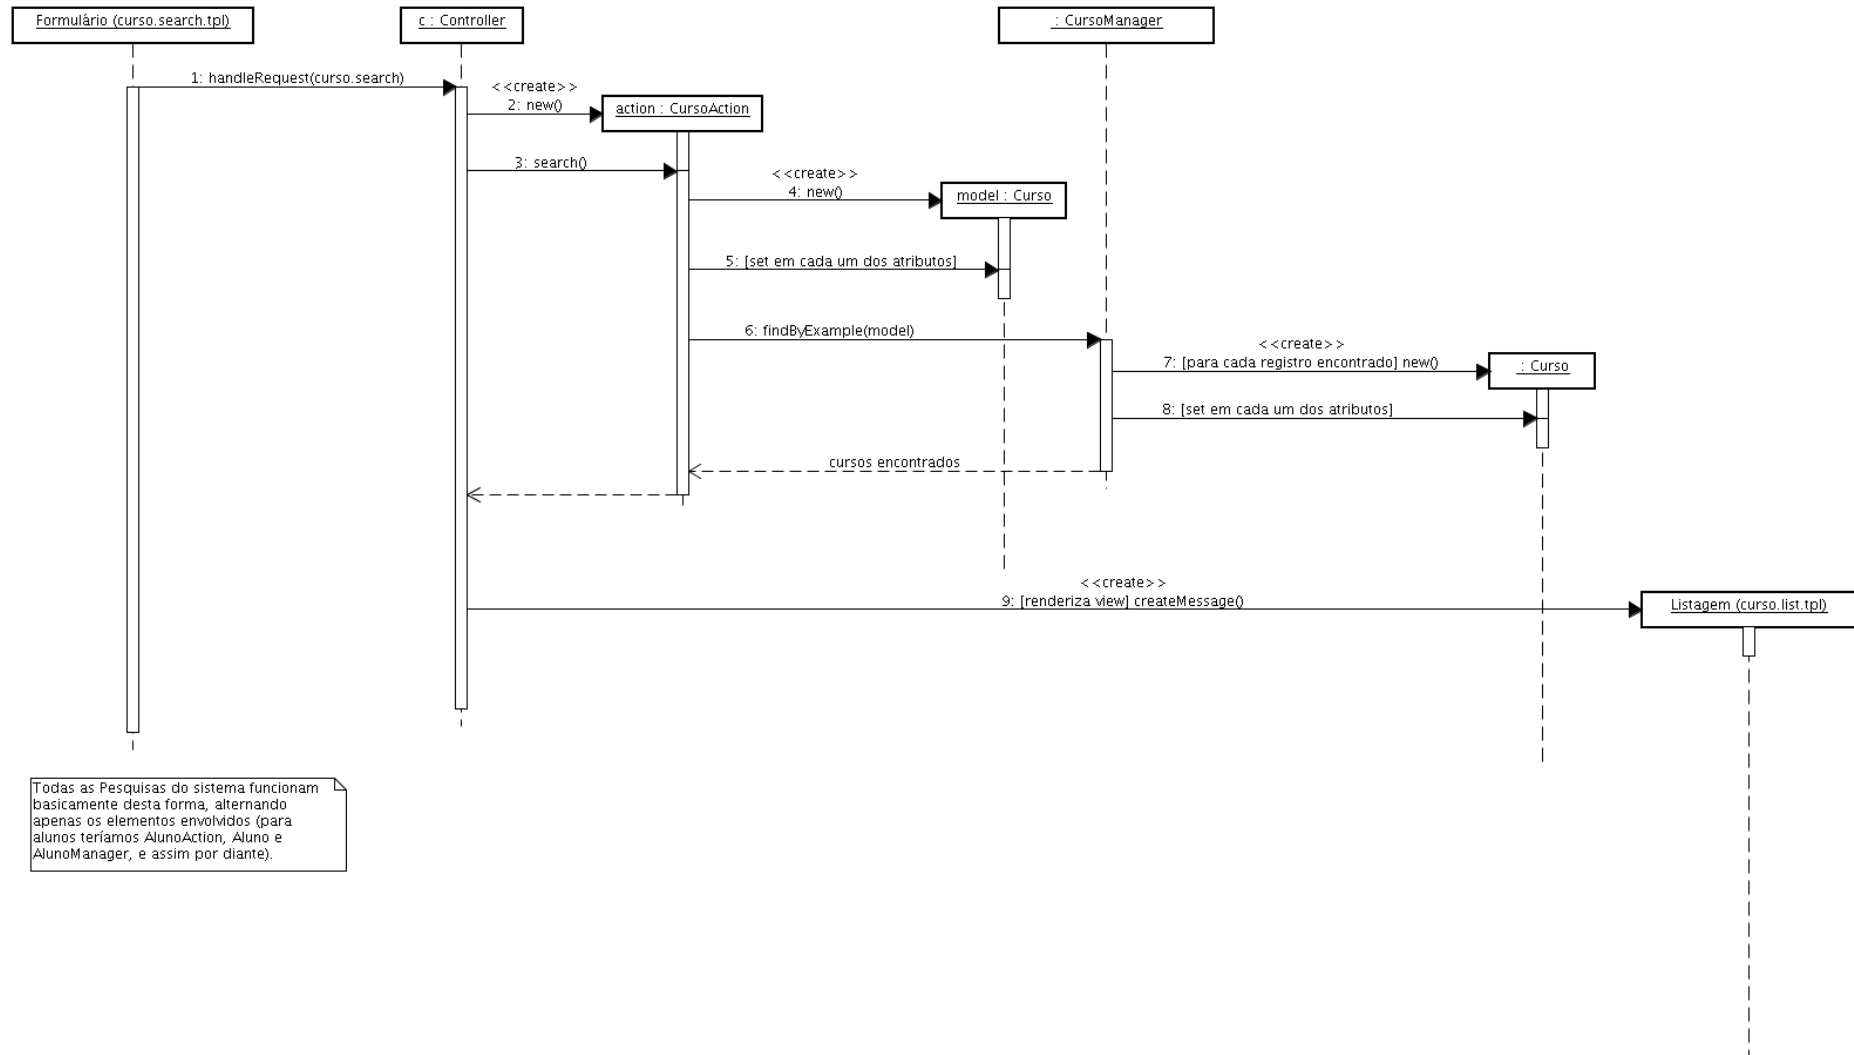 Formulário (curso.search.tpl)
c : Controller
: CursoManager
1: handleRequest(curso.search)
<<create>>
2: new()
action : CursoAction
3: search()
<<create>>
4: new()
model : Curso
5: [set em cada um dos atributos]
6: findByExample(model)
<<create>>
7: [para cada registro encontrado] new()
: Curso
8: [set em cada um dos atributos]
cursos encontrados
<<create>>
9: [renderiza view] createMessage()
Listagem (curso.list.tpl)
Todas as Pesquisas do sistema funcionam
basicamente desta forma, alternando
apenas os elementos envolvidos (para
alunos teríamos AlunoAction, Aluno e
AlunoManager, e assim por diante).